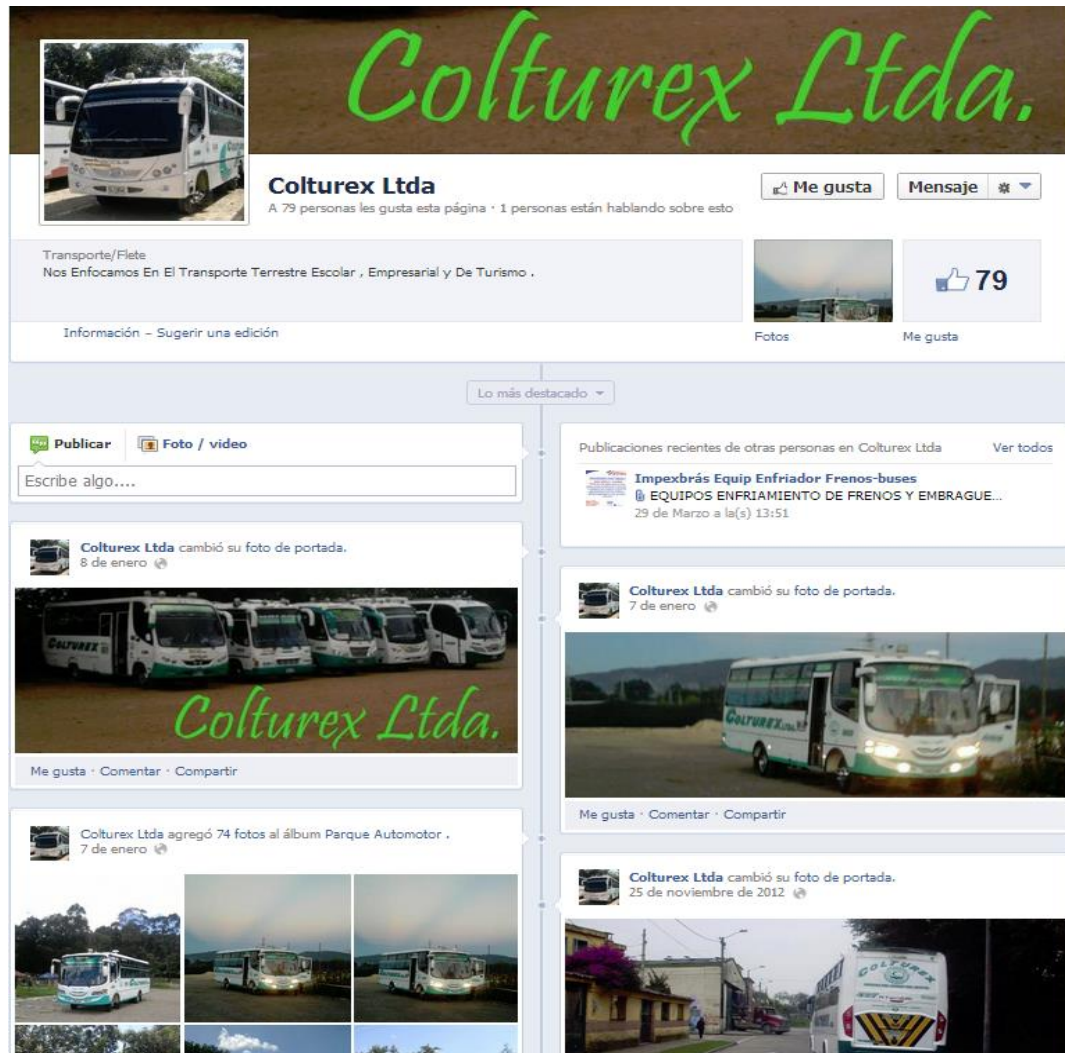 Colturex Ltda.
Colturex Ltda
A 79 personas les gusta esta página · 1 personas están hablando sobre esto
Me gusta
Mensaje
Transporte/Flete
Nos Enfocamos En El Transporte Terrestre Escolar , Empresarial y De Turismo .
79
Información – Sugerir una edición
Fotos
Me gusta
Lo más destacado
Publicar
Foto / video
Escribe algo....
Publicaciones recientes de otras personas en Colturex Ltda
Ver todos
Impexbrás Equip Enfriador Frenos-buses
EQUIPOS ENFRIAMIENTO DE FRENOS Y EMBRAGUE...
29 de Marzo a la(s) 13:51
Colturex Ltda cambió su foto de portada.
8 de enero
COLTUREX
Colturex Ltda.
Me gusta · Comentar · Compartir
Colturex Ltda cambió su foto de portada.
7 de enero
COLTUREX
Me gusta · Comentar · Compartir
Colturex Ltda agregó 74 fotos al álbum Parque Automotor .
7 de enero
Colturex Ltda cambió su foto de portada.
25 de noviembre de 2012
COLTUREX